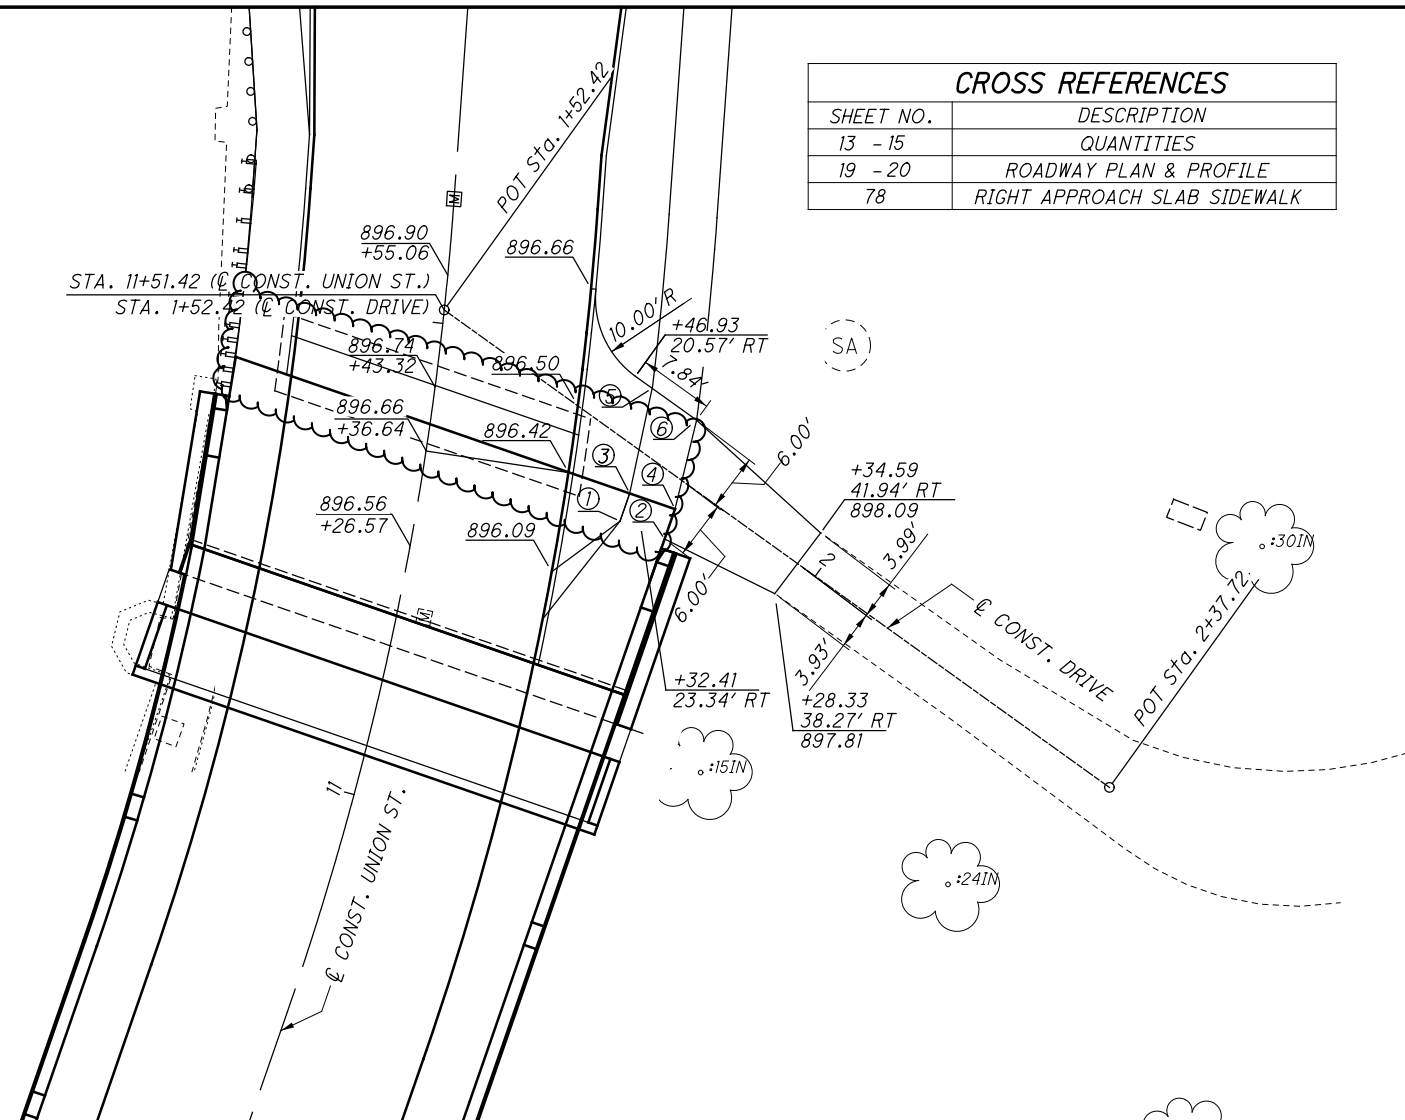 CROSS REFERENCES
SHEET NO. DESCRIPTION
13 - 15 QUANTITIES
19 - 20 ROADWAY PLAN & PROFILE
78 RIGHT APPROACH SLAB SIDEWALK
POT Sta. 1+52.42
M
896.90
+55.06
896.66
STA. 11+51.42 (℄ CONST. UNION ST.)
STA. 1+52.42 (℄ CONST. DRIVE)
10.00' R
+46.93
20.57' RT
7.84'
SA
896.74
+43.32
896.50
5
6
896.66
+36.64
896.42
3
4
6.00'
+34.59
41.94' RT
898.09
1
2
896.56
+26.57
896.09
6.00'
2
3.99'
:30IN
M
℄ CONST. DRIVE
POT Sta. 2+37.72
3.93'
+32.41
23.34' RT
+28.33
38.27' RT
897.81
:15IN
11
℄ CONST. UNION ST.
:24IN